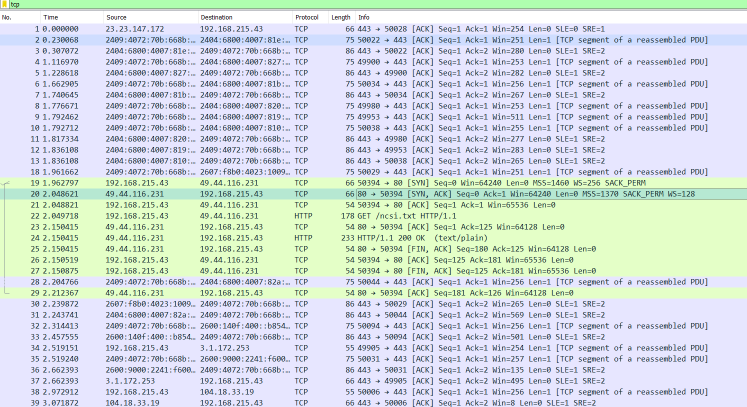 tcp
No. Time Source Destination Protocol Length Info
1 0.000000 23.23.147.172 192.168.215.43 TCP 66 443 → 50028 [ACK] Seq=1 Ack=1 Win=254 Len=0 SLE=0 SRE=1
2 0.230068 2409:4072:70b:668b:… 2404:6800:4007:81e:… TCP 75 50022 → 443 [ACK] Seq=1 Ack=1 Win=251 Len=1 [TCP segment of a reassembled PDU]
3 0.307072 2404:6800:4007:81e:… 2409:4072:70b:668b:… TCP 86 443 → 50022 [ACK] Seq=1 Ack=2 Win=280 Len=0 SLE=1 SRE=2
4 1.116970 2409:4072:70b:668b:… 2404:6800:4007:827:… TCP 75 49900 → 443 [ACK] Seq=1 Ack=1 Win=253 Len=1 [TCP segment of a reassembled PDU]
5 1.228618 2404:6800:4007:827:… 2409:4072:70b:668b:… TCP 86 443 → 49900 [ACK] Seq=1 Ack=2 Win=282 Len=0 SLE=1 SRE=2
6 1.662905 2409:4072:70b:668b:… 2404:6800:4007:81b:… TCP 75 50034 → 443 [ACK] Seq=1 Ack=1 Win=256 Len=1 [TCP segment of a reassembled PDU]
7 1.740645 2404:6800:4007:81b:… 2409:4072:70b:668b:… TCP 86 443 → 50034 [ACK] Seq=1 Ack=2 Win=267 Len=0 SLE=1 SRE=2
8 1.776671 2409:4072:70b:668b:… 2404:6800:4007:820:… TCP 75 49980 → 443 [ACK] Seq=1 Ack=1 Win=253 Len=1 [TCP segment of a reassembled PDU]
9 1.792462 2409:4072:70b:668b:… 2404:6800:4007:819:… TCP 75 49953 → 443 [ACK] Seq=1 Ack=1 Win=511 Len=1 [TCP segment of a reassembled PDU]
10 1.792712 2409:4072:70b:668b:… 2404:6800:4007:810:… TCP 75 50038 → 443 [ACK] Seq=1 Ack=1 Win=255 Len=1 [TCP segment of a reassembled PDU]
11 1.817334 2404:6800:4007:820:… 2409:4072:70b:668b:… TCP 86 443 → 49980 [ACK] Seq=1 Ack=2 Win=277 Len=0 SLE=1 SRE=2
12 1.836108 2404:6800:4007:819:… 2409:4072:70b:668b:… TCP 86 443 → 49953 [ACK] Seq=1 Ack=2 Win=283 Len=0 SLE=1 SRE=2
13 1.836108 2404:6800:4007:810:… 2409:4072:70b:668b:… TCP 86 443 → 50038 [ACK] Seq=1 Ack=2 Win=265 Len=0 SLE=1 SRE=2
18 1.961662 2409:4072:70b:668b:… 2607:f8b0:4023:1009… TCP 75 50029 → 443 [ACK] Seq=1 Ack=1 Win=251 Len=1 [TCP segment of a reassembled PDU]
19 1.962797 192.168.215.43 49.44.116.231 TCP 66 50394 → 80 [SYN] Seq=0 Win=64240 Len=0 MSS=1460 WS=256 SACK_PERM
20 2.048621 49.44.116.231 192.168.215.43 TCP 66 80 → 50394 [SYN, ACK] Seq=0 Ack=1 Win=64240 Len=0 MSS=1370 SACK_PERM WS=128
21 2.048821 192.168.215.43 49.44.116.231 TCP 54 50394 → 80 [ACK] Seq=1 Ack=1 Win=65536 Len=0
22 2.049718 192.168.215.43 49.44.116.231 HTTP 178 GET /ncsi.txt HTTP/1.1
23 2.150415 49.44.116.231 192.168.215.43 TCP 54 80 → 50394 [ACK] Seq=1 Ack=125 Win=64128 Len=0
24 2.150415 49.44.116.231 192.168.215.43 HTTP 233 HTTP/1.1 200 OK (text/plain)
25 2.150415 49.44.116.231 192.168.215.43 TCP 54 80 → 50394 [FIN, ACK] Seq=180 Ack=125 Win=64128 Len=0
26 2.150519 192.168.215.43 49.44.116.231 TCP 54 50394 → 80 [ACK] Seq=125 Ack=181 Win=65536 Len=0
27 2.150875 192.168.215.43 49.44.116.231 TCP 54 50394 → 80 [FIN, ACK] Seq=125 Ack=181 Win=65536 Len=0
28 2.204766 2409:4072:70b:668b:… 2404:6800:4007:82a:… TCP 75 50044 → 443 [ACK] Seq=1 Ack=1 Win=256 Len=1 [TCP segment of a reassembled PDU]
29 2.212367 49.44.116.231 192.168.215.43 TCP 54 80 → 50394 [ACK] Seq=181 Ack=126 Win=64128 Len=0
30 2.239872 2607:f8b0:4023:1009… 2409:4072:70b:668b:… TCP 86 443 → 50029 [ACK] Seq=1 Ack=2 Win=265 Len=0 SLE=1 SRE=2
31 2.243741 2404:6800:4007:82a:… 2409:4072:70b:668b:… TCP 86 443 → 50044 [ACK] Seq=1 Ack=2 Win=569 Len=0 SLE=1 SRE=2
32 2.314413 2409:4072:70b:668b:… 2600:140f:400::b854… TCP 75 50094 → 443 [ACK] Seq=1 Ack=1 Win=256 Len=1 [TCP segment of a reassembled PDU]
33 2.457555 2600:140f:400::b854… 2409:4072:70b:668b:… TCP 86 443 → 50094 [ACK] Seq=1 Ack=2 Win=501 Len=0 SLE=1 SRE=2
34 2.519151 192.168.215.43 3.1.172.253 TCP 55 49905 → 443 [ACK] Seq=1 Ack=1 Win=254 Len=1 [TCP segment of a reassembled PDU]
35 2.519240 2409:4072:70b:668b:… 2600:9000:2241:f600… TCP 75 50031 → 443 [ACK] Seq=1 Ack=1 Win=257 Len=1 [TCP segment of a reassembled PDU]
36 2.662393 2600:9000:2241:f600… 2409:4072:70b:668b:… TCP 86 443 → 50031 [ACK] Seq=1 Ack=2 Win=135 Len=0 SLE=1 SRE=2
37 2.662393 3.1.172.253 192.168.215.43 TCP 66 443 → 49905 [ACK] Seq=1 Ack=2 Win=495 Len=0 SLE=1 SRE=2
38 2.972912 192.168.215.43 104.18.33.19 TCP 55 50006 → 443 [ACK] Seq=1 Ack=1 Win=256 Len=1 [TCP segment of a reassembled PDU]
39 3.071872 104.18.33.19 192.168.215.43 TCP 66 443 → 50006 [ACK] Seq=1 Ack=2 Win=8 Len=0 SLE=1 SRE=2